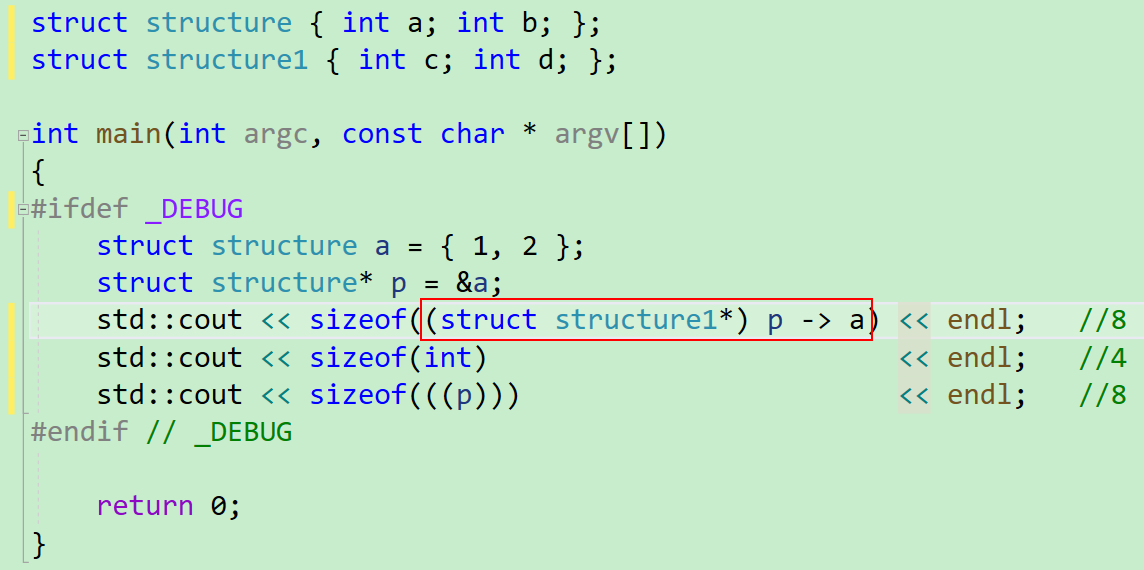 struct structure { int a; int b; };
struct structure1 { int c; int d; };
int main(int argc, const char * argv[])
{
#ifdef _DEBUG
struct structure a = { 1, 2 };
struct structure* p = &a;
std::cout << sizeof((struct structure1*) p -> a) << endl; //8
std::cout << sizeof(int) << endl; //4
std::cout << sizeof(((p))) << endl; //8
#endif // _DEBUG
return 0;
}